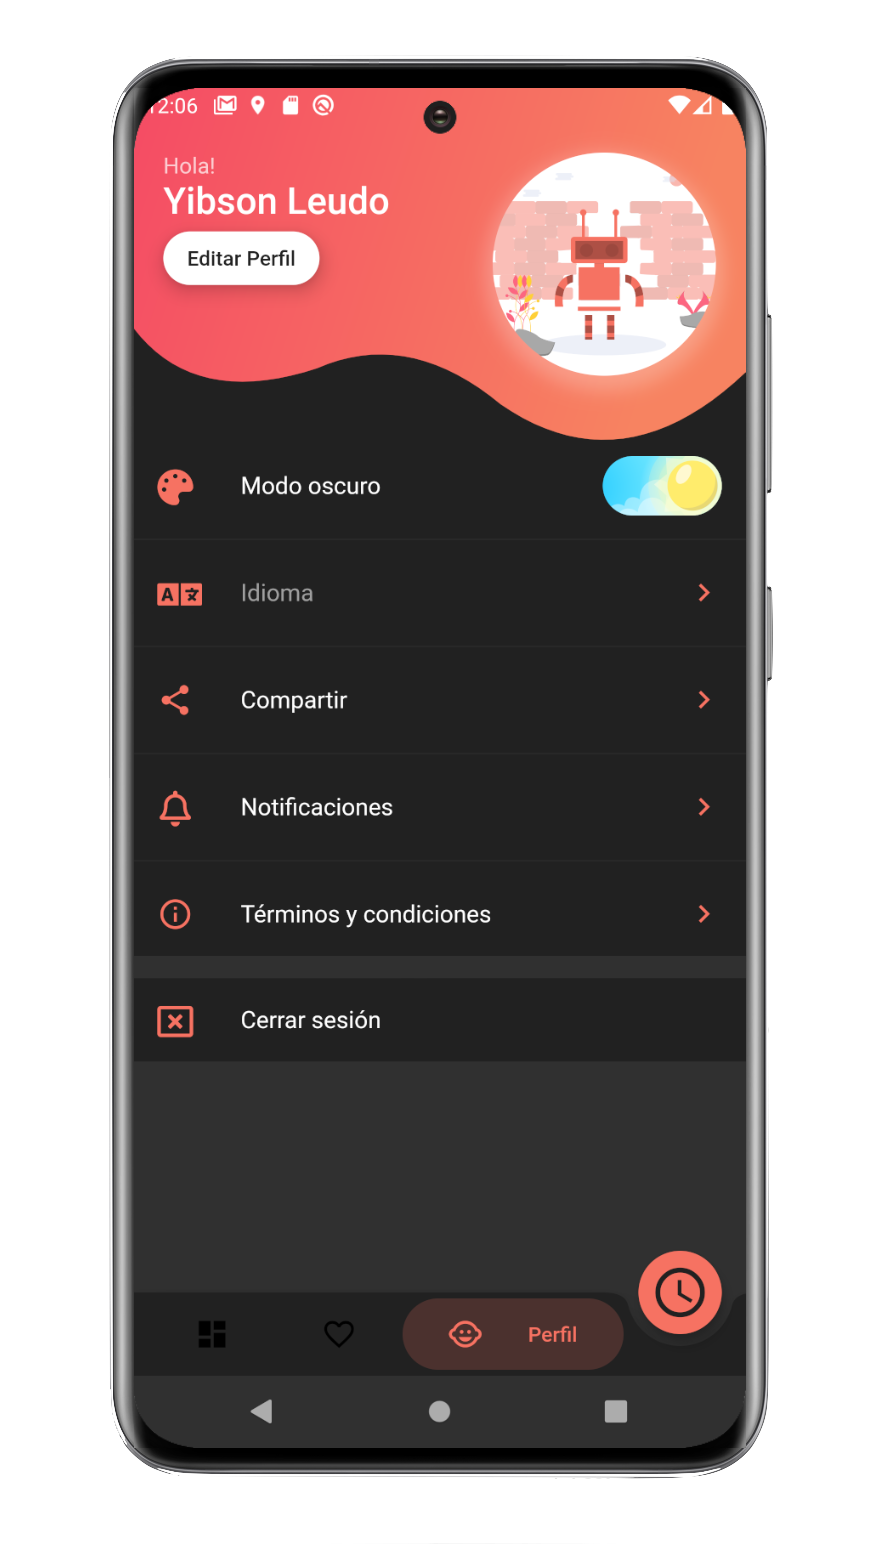 12:06
Hola!
Yibson Leudo
Editar Perfil
Modo oscuro
Idioma
Compartir
Notificaciones
Términos y condiciones
Cerrar sesión
Perfil